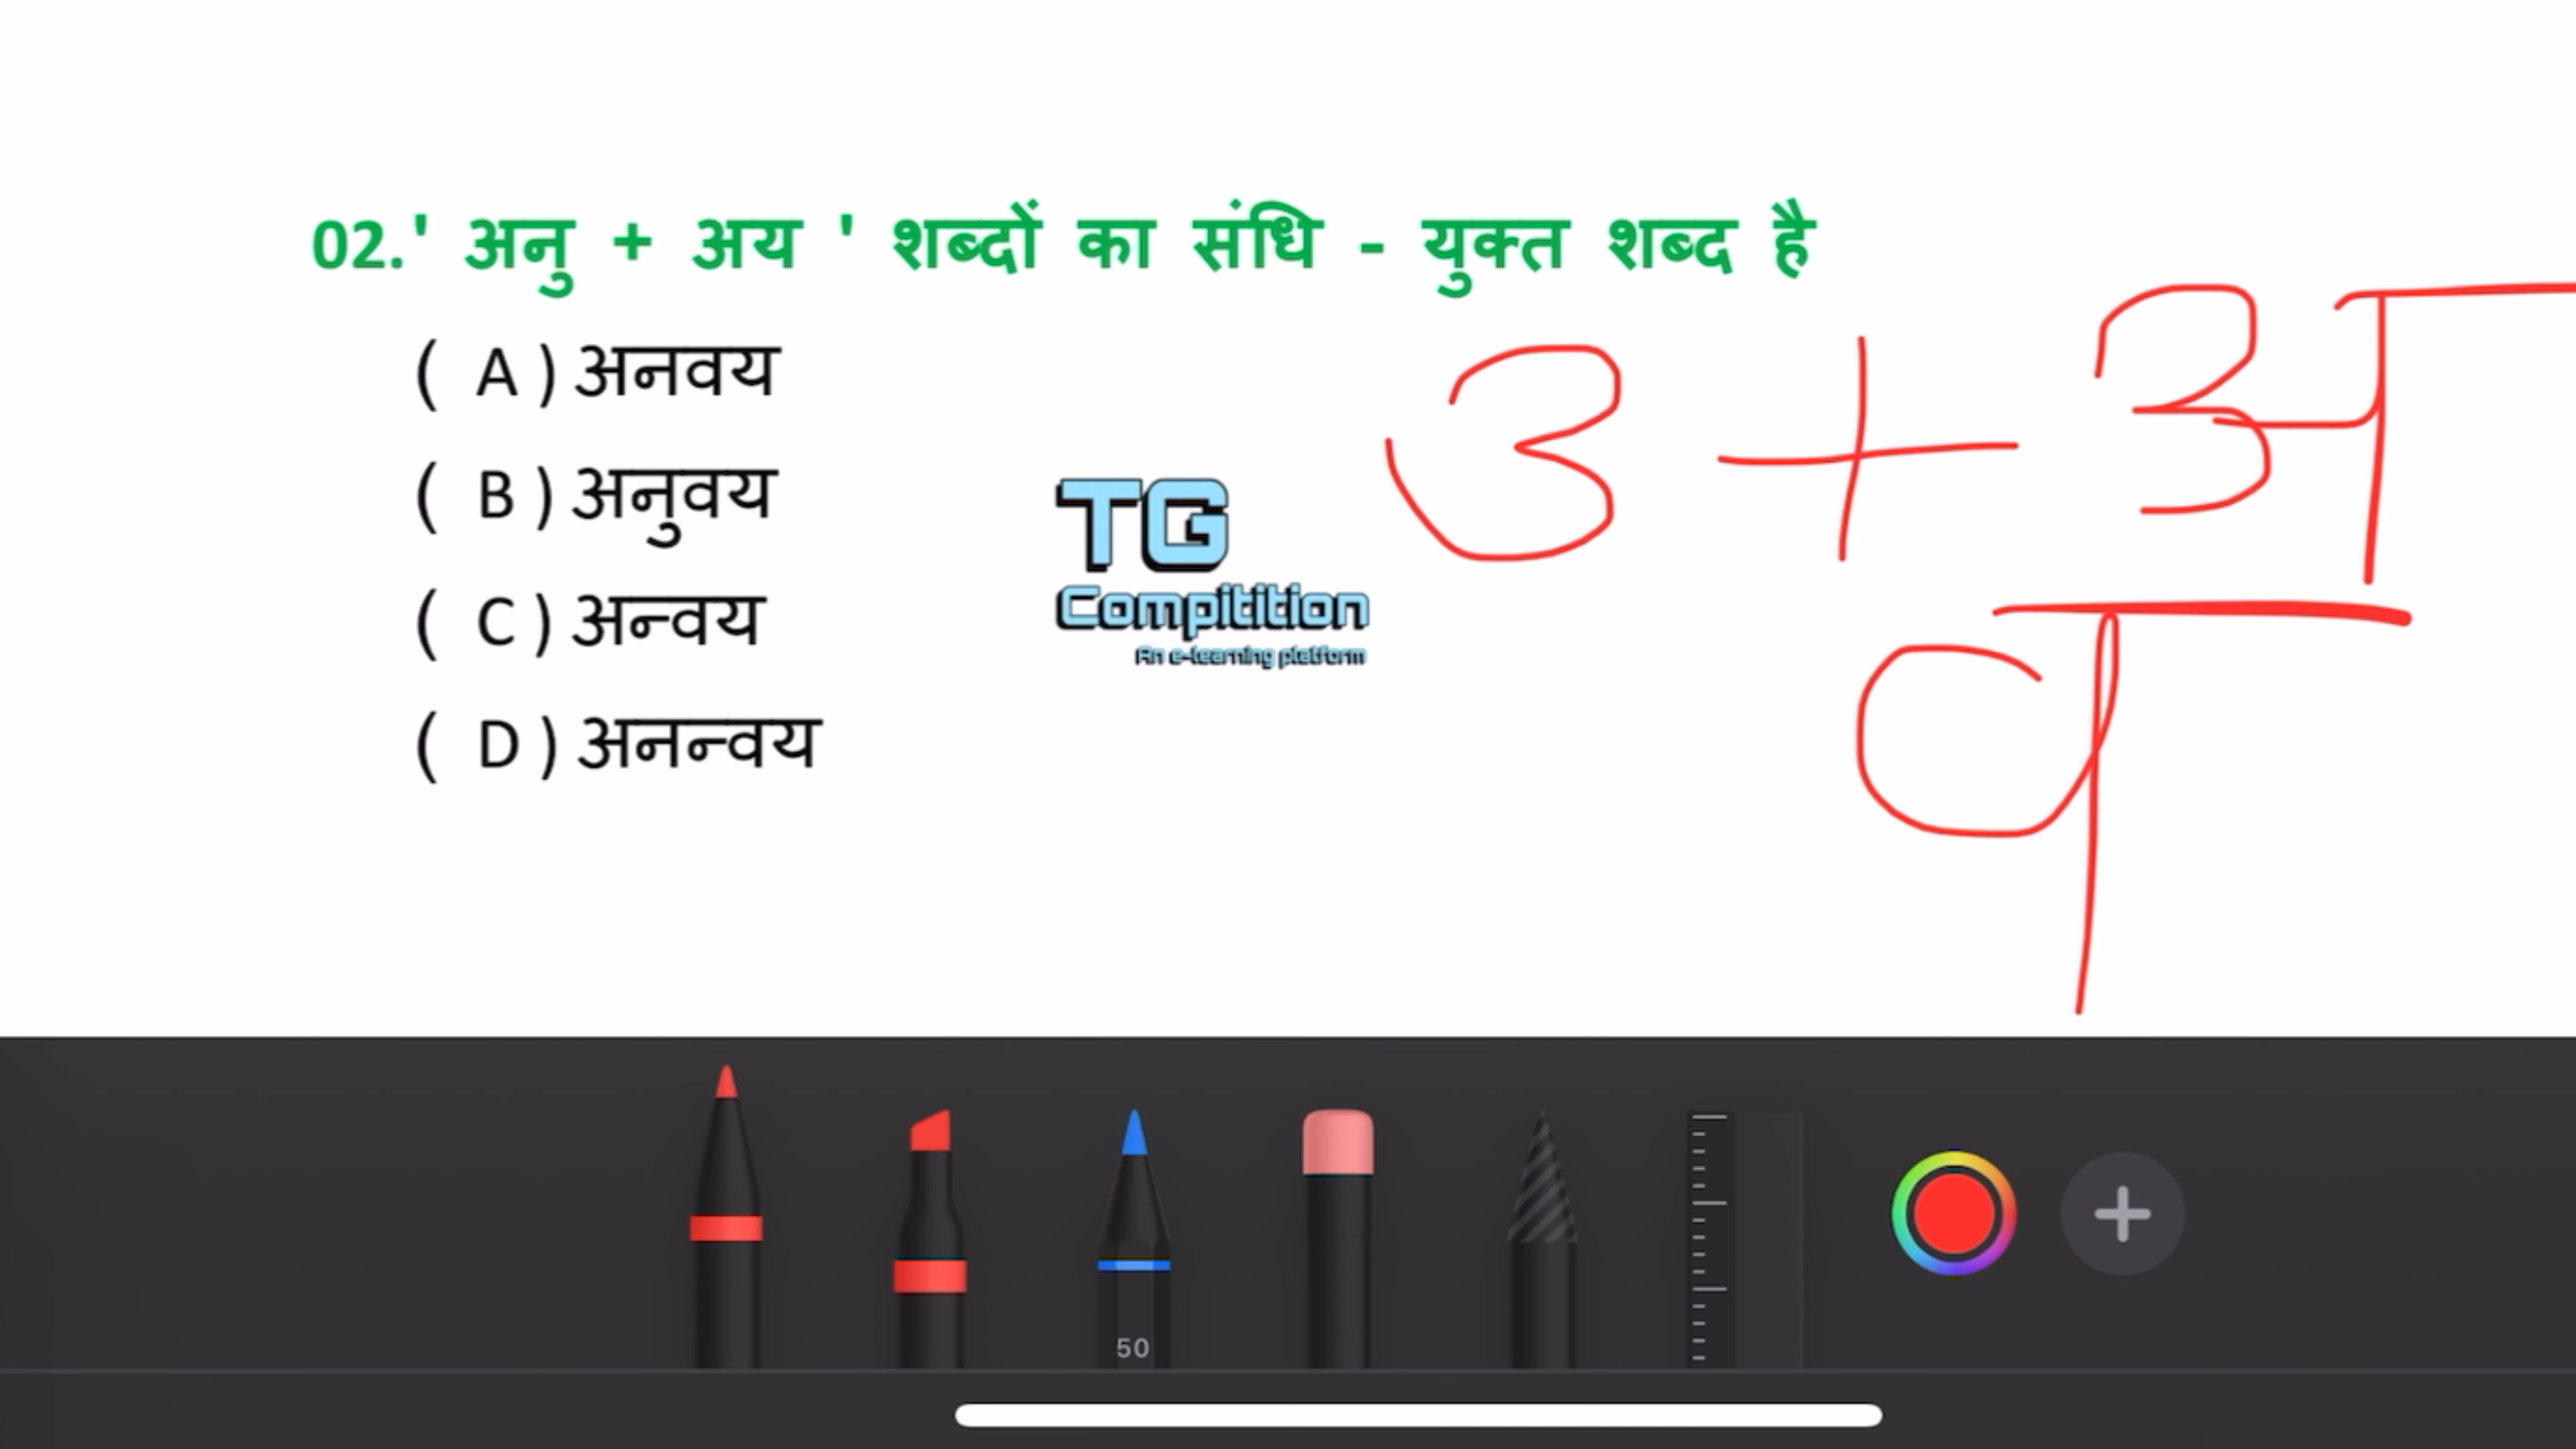 02.' अनु + अय ' शब्दों का संधि - युक्त शब्द है
( A ) अनवय
( B ) अनुवय
( C ) अन्वय
( D ) अनन्वय
TG
Compitition
An e-learning platform
उ + अ
व
50